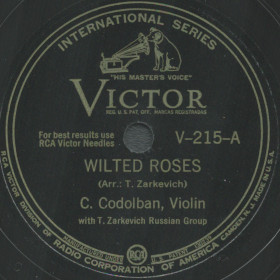 INTERNATIONAL SERIES
"HIS MASTER'S VOICE"
VICTOR
REG. U.S. PAT. OFF. MARCAS REGISTRADAS
For best results use
RCA Victor Needles
V-215-A
WILTED ROSES
(Arr.: T. Zarkevich)
C. Codolban, Violin
with T. Zarkevich Russian Group
RCA VICTOR DIVISION OF RADIO CORPORATION OF AMERICA, CAMDEN, N.J. MADE IN U.S.A.
RCA